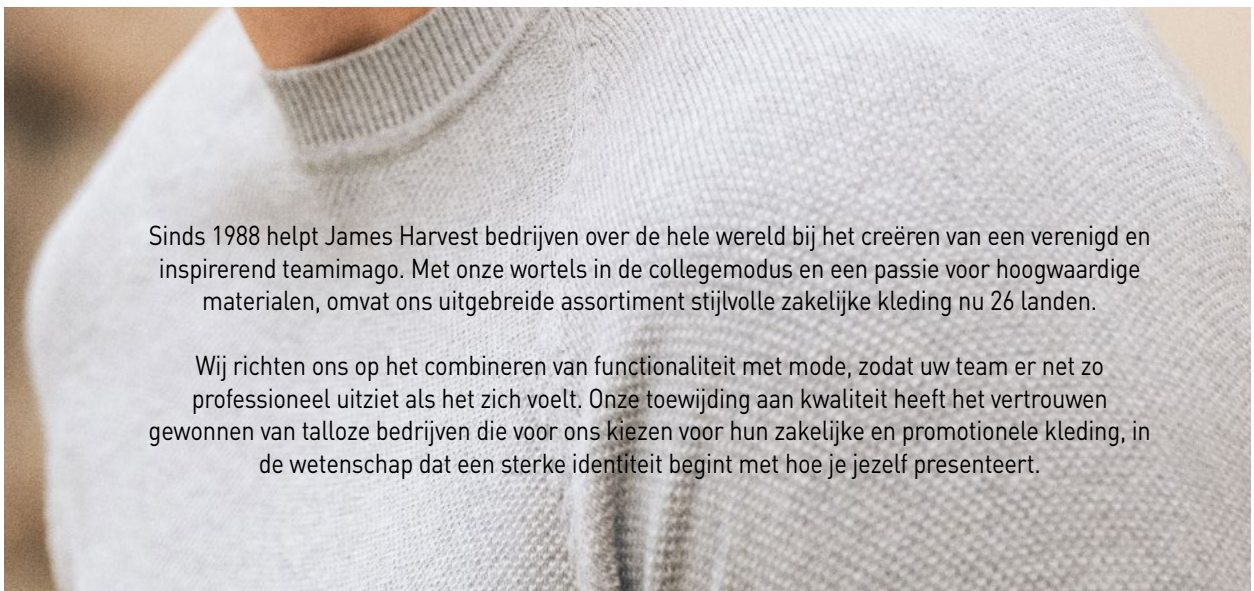 Sinds 1988 helpt James Harvest bedrijven over de hele wereld bij het creëren van een verenigd en
inspirerend teamimago. Met onze wortels in de collegemodus en een passie voor hoogwaardige
materialen, omvat ons uitgebreide assortiment stijlvolle zakelijke kleding nu 26 landen.
Wij richten ons op het combineren van functionaliteit met mode, zodat uw team er net zo
professioneel uitziet als het zich voelt. Onze toewijding aan kwaliteit heeft het vertrouwen
gewonnen van talloze bedrijven die voor ons kiezen voor hun zakelijke en promotionele kleding, in
de wetenschap dat een sterke identiteit begint met hoe je jezelf presenteert.